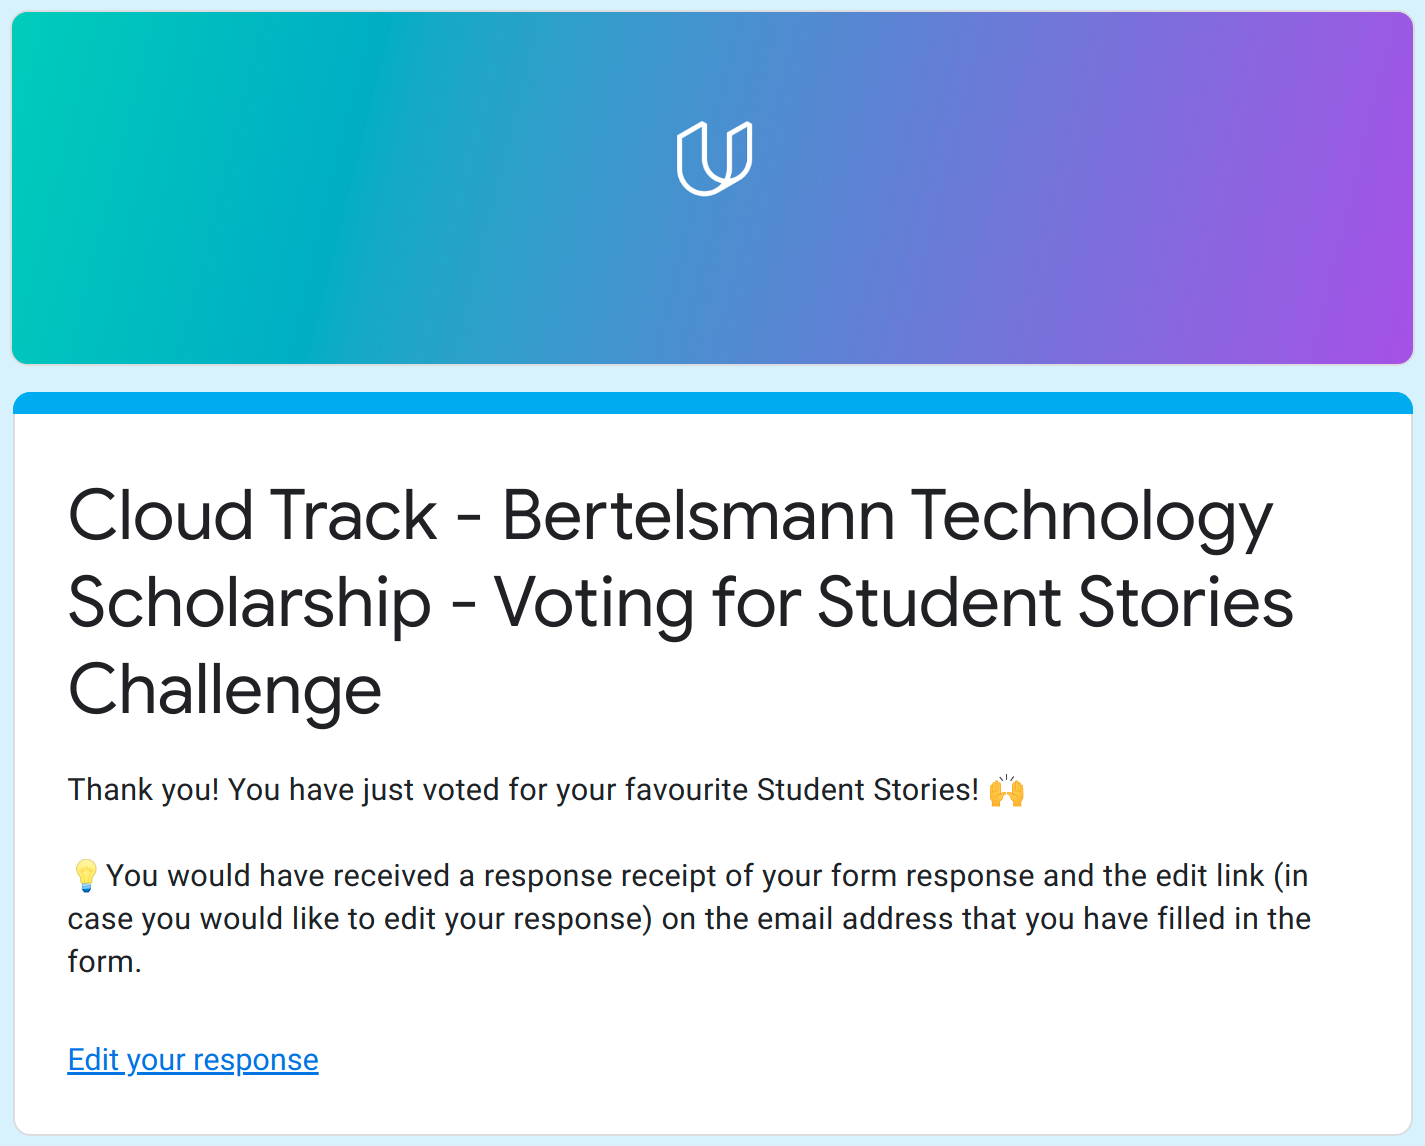 Cloud Track - Bertelsmann Technology
Scholarship - Voting for Student Stories
Challenge
Thank you! You have just voted for your favourite Student Stories! 🙌
💡You would have received a response receipt of your form response and the edit link (in
case you would like to edit your response) on the email address that you have filled in the
form.
Edit your response